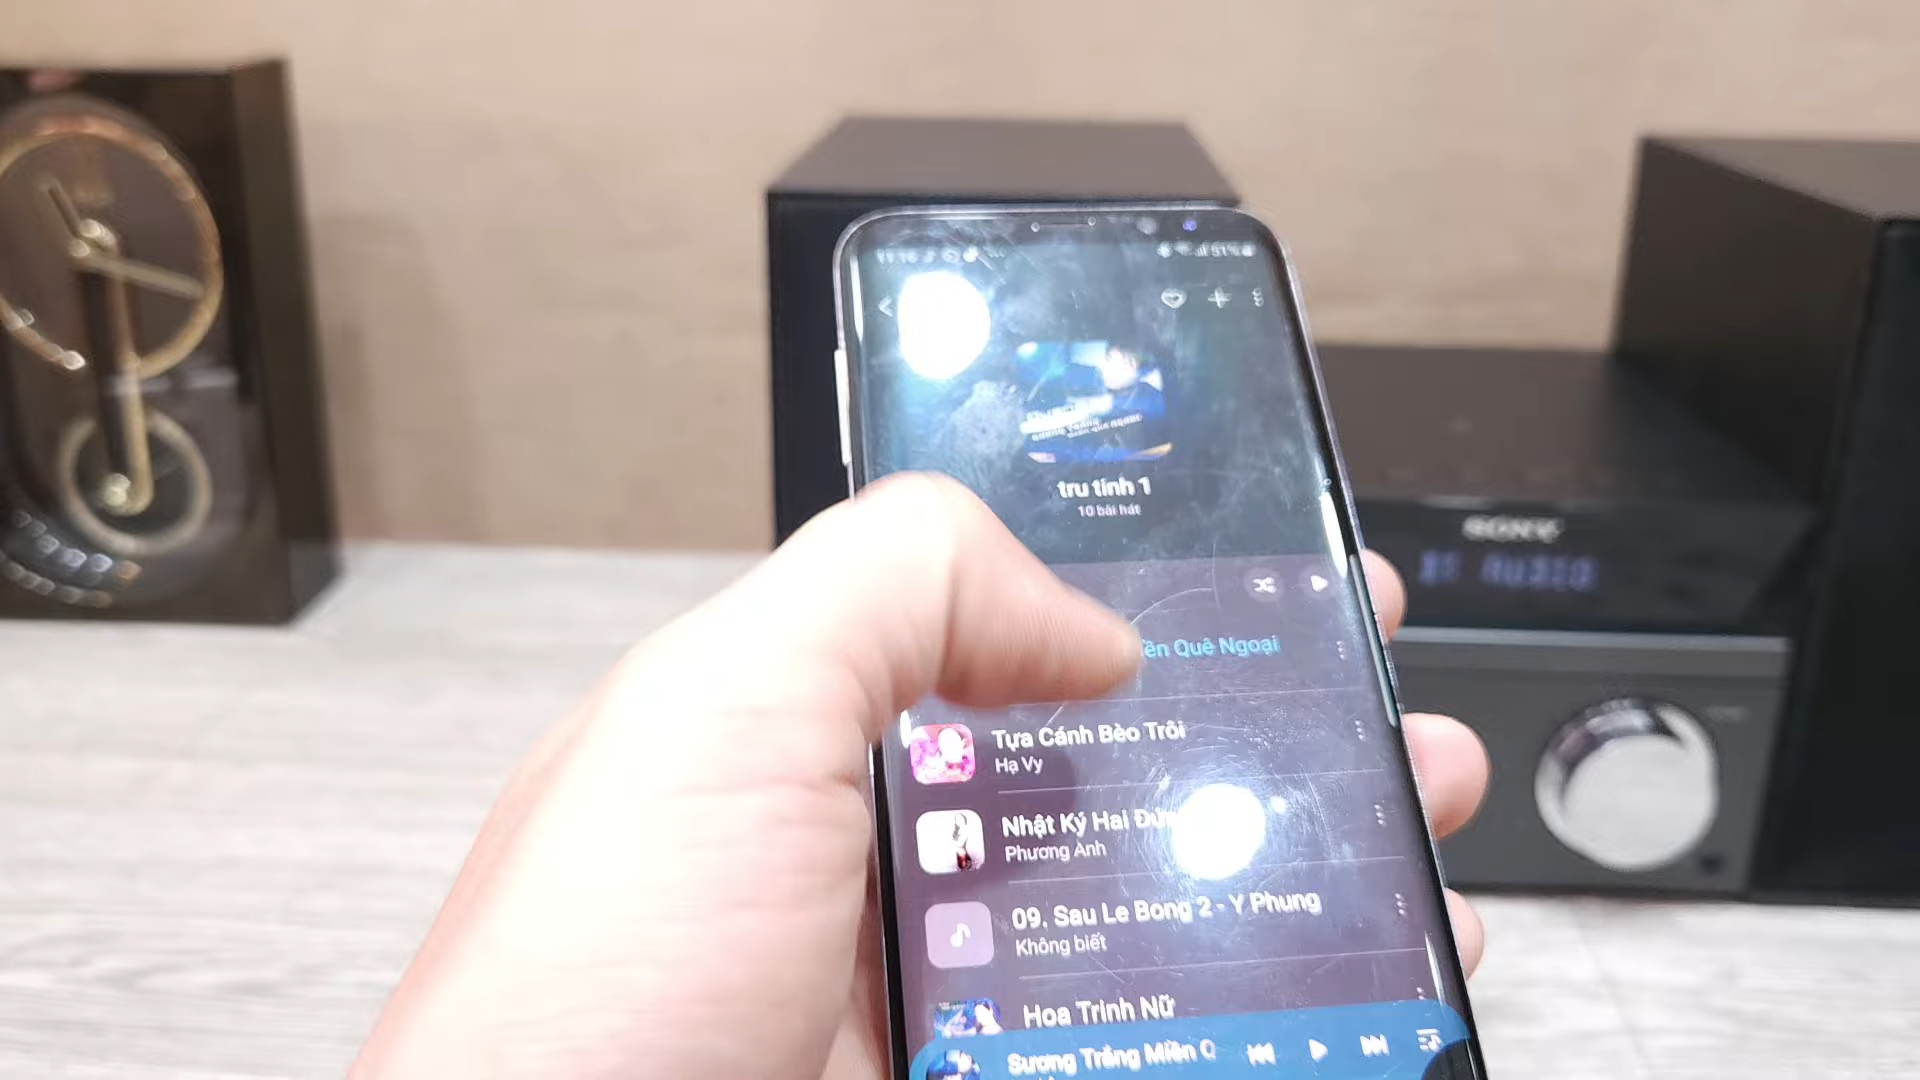 51%
tru tinh 1
10 bài hát
Quê Ngoại
Tựa Cánh Bèo Trôi
Hạ Vy
Nhật Ký Hai
Phương Anh
09. Sau Le Bong 2 - Y Phung
Không biết
Hoa Trinh Nữ
Sương Trắng Miền Q
SONY
BT AUDIO